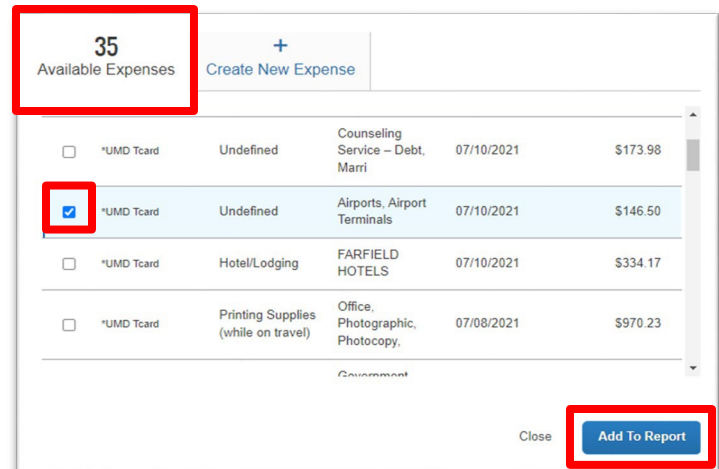 35
Available Expenses
+
Create New Expense
*UMD Tcard Undefined Counseling Service – Debt, Marri 07/10/2021 $173.98
*UMD Tcard Undefined Airports, Airport Terminals 07/10/2021 $146.50
*UMD Tcard Hotel/Lodging FARFIELD HOTELS 07/10/2021 $334.17
*UMD Tcard Printing Supplies (while on travel) Office, Photographic, Photocopy, 07/08/2021 $970.23
Government
Close Add To Report